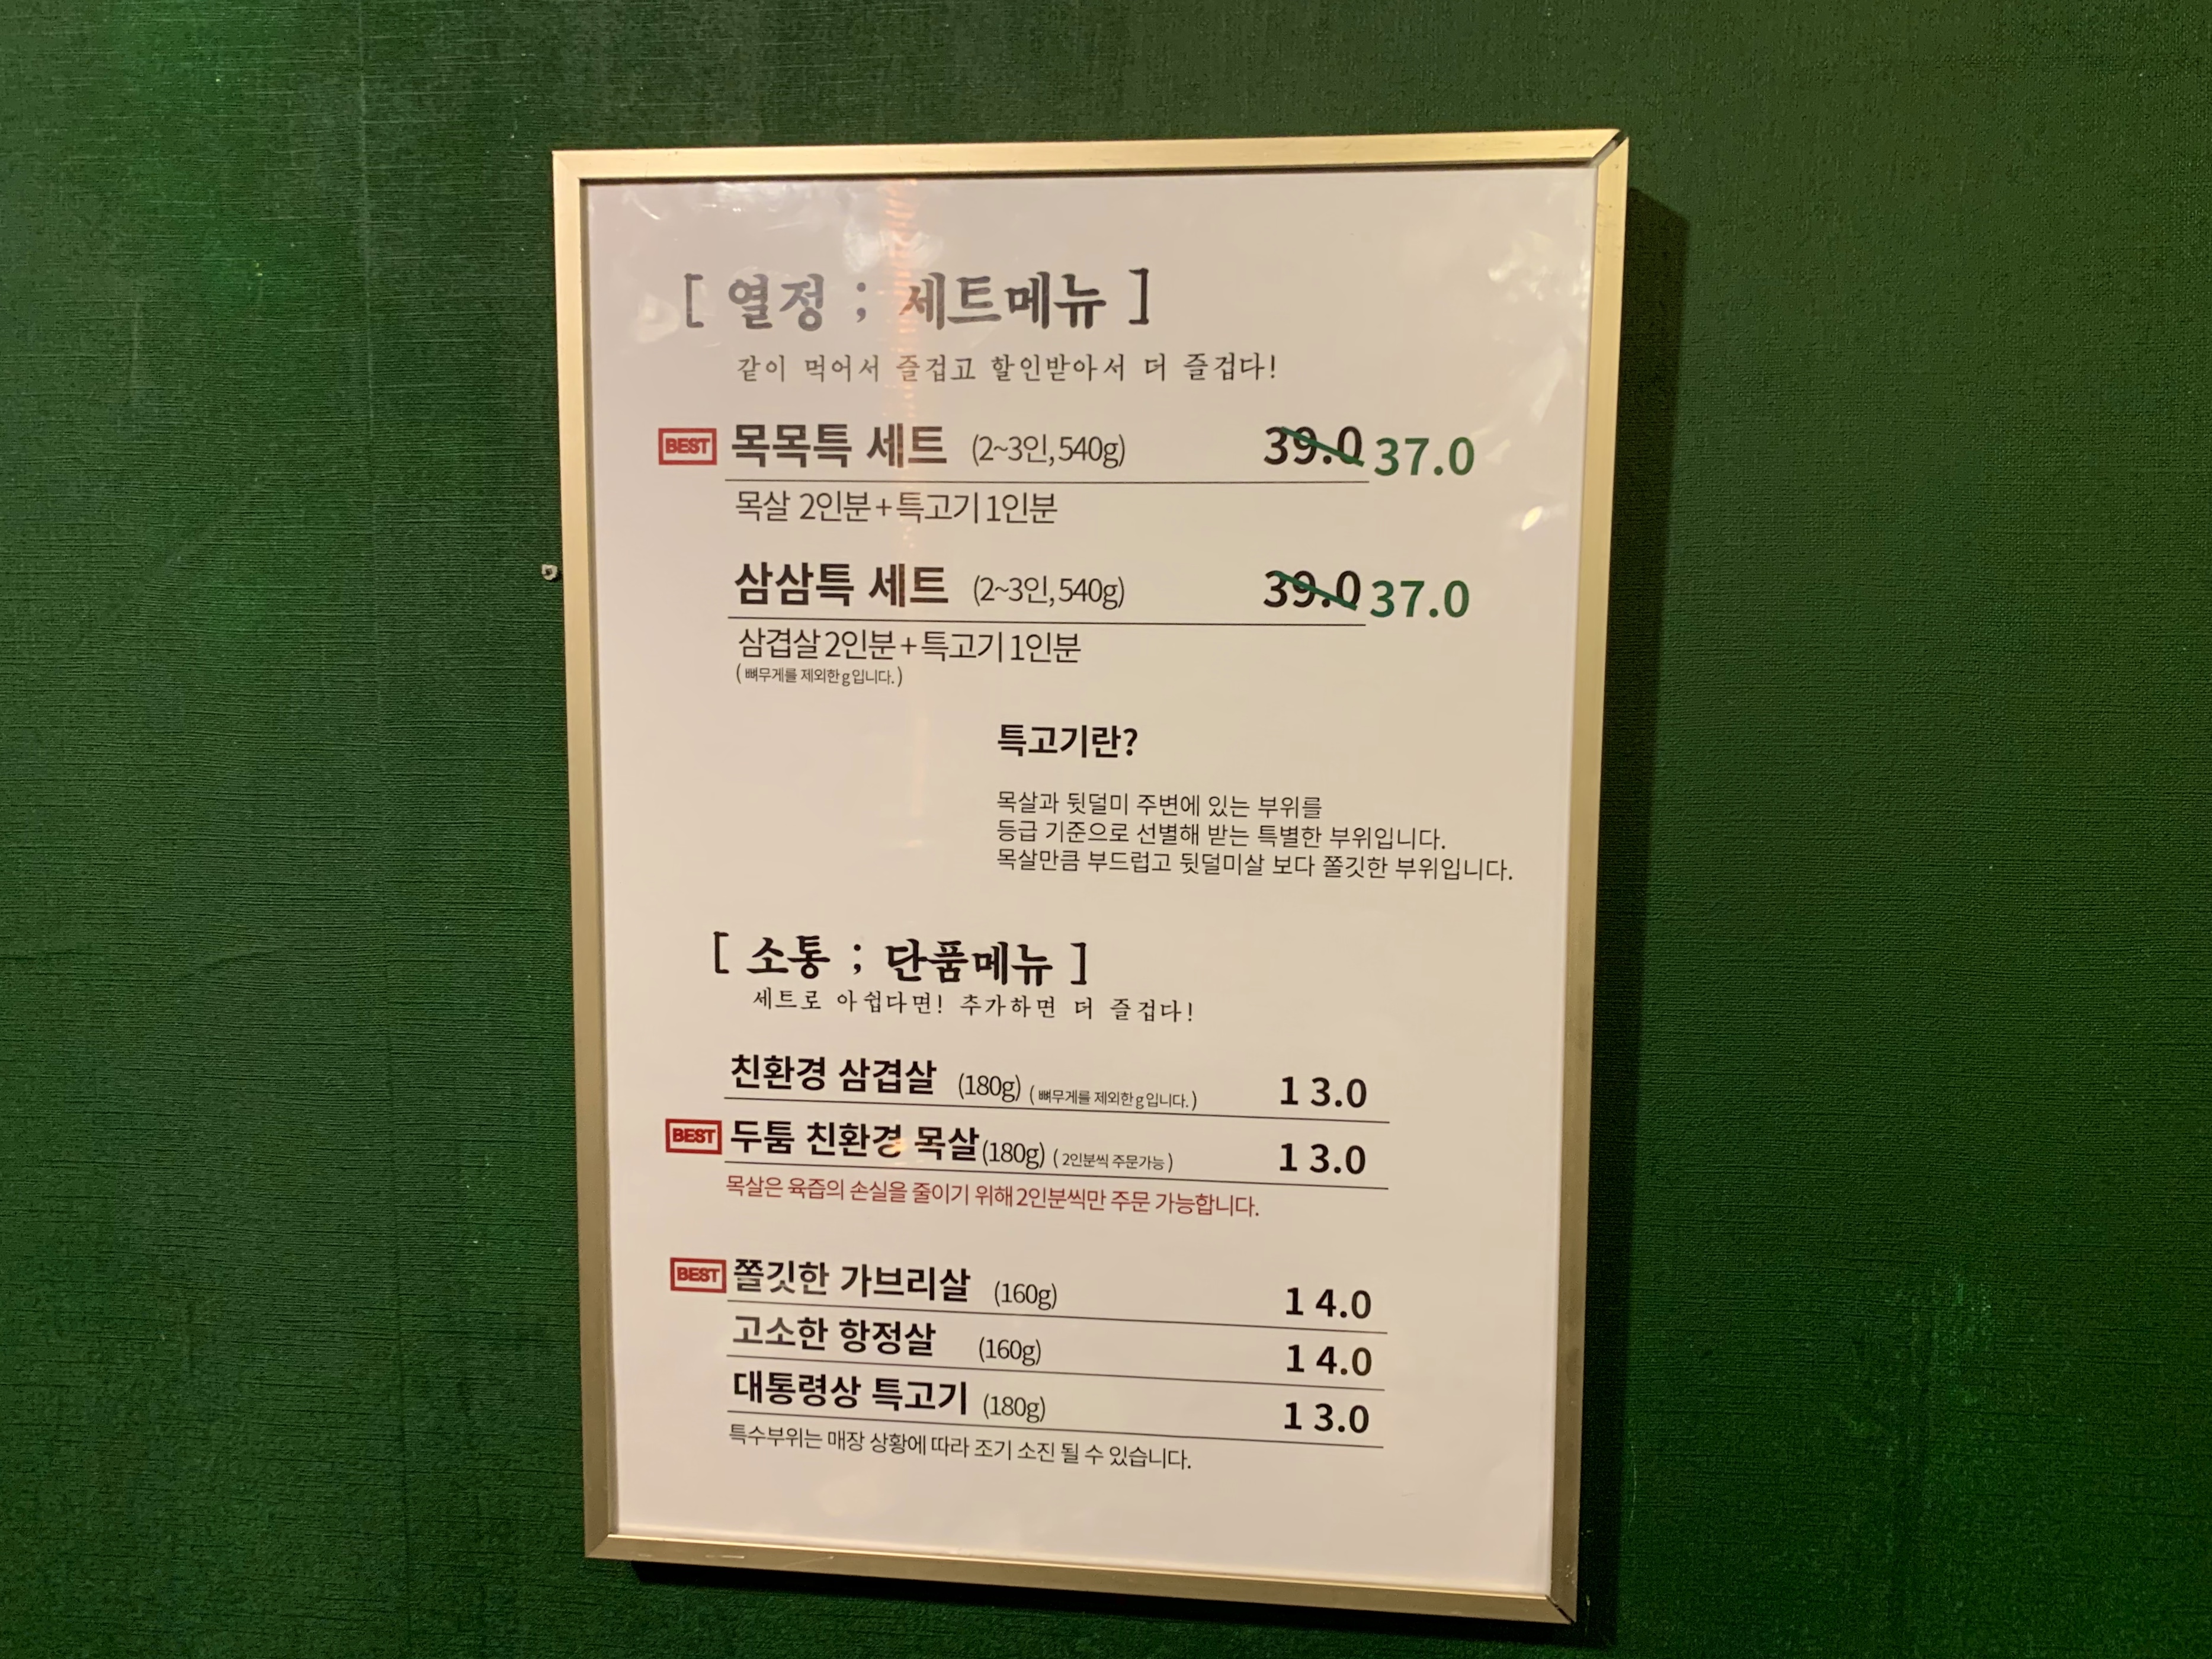 [ 열정 ; 세트메뉴 ]
같이 먹어서 즐겁고 할인받아서 더 즐겁다!
BEST 목목특 세트 (2~3인, 540g) 39.0 37.0
목살 2인분+특고기 1인분
삼삼특 세트 (2~3인, 540g) 39.0 37.0
삼겹살 2인분+특고기 1인분
( 뼈무게를 제외한g입니다. )
특고기란?
목살과 뒷덜미 주변에 있는 부위를
등급 기준으로 선별해 받는 특별한 부위입니다.
목살만큼 부드럽고 뒷덜미살 보다 쫄깃한 부위입니다.
[ 소통 ; 단품메뉴 ]
세트로 아쉽다면! 추가하면 더 즐겁다!
친환경 삼겹살 (180g) ( 뼈무게를 제외한g입니다. ) 13.0
BEST 두툼 친환경 목살 (180g) ( 2인분씩 주문가능 ) 13.0
목살은 육즙의 손실을 줄이기 위해 2인분씩만 주문 가능합니다.
BEST 쫄깃한 가브리살 (160g) 14.0
고소한 항정살 (160g) 14.0
대통령상 특고기 (180g) 13.0
특수부위는 매장 상황에 따라 조기 소진 될 수 있습니다.